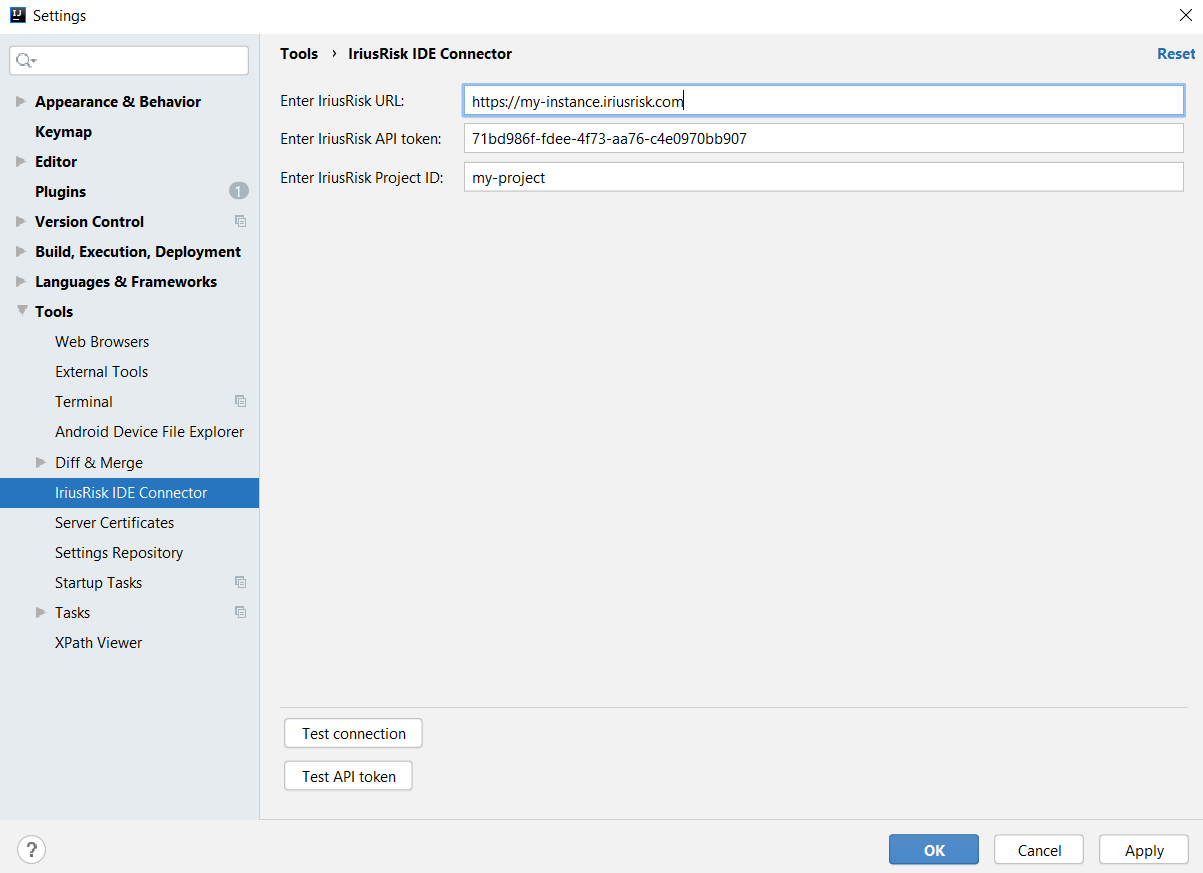 Settings
Tools › IriusRisk IDE Connector
Reset
Appearance & Behavior
Keymap
Editor
Plugins
1
Version Control
Build, Execution, Deployment
Languages & Frameworks
Tools
Web Browsers
External Tools
Terminal
Android Device File Explorer
Diff & Merge
IriusRisk IDE Connector
Server Certificates
Settings Repository
Startup Tasks
Tasks
XPath Viewer
Enter IriusRisk URL: https://my-instance.iriusrisk.com
Enter IriusRisk API token: 71bd986f-fdee-4f73-aa76-c4e0970bb907
Enter IriusRisk Project ID: my-project
Test connection
Test API token
?
OK Cancel Apply